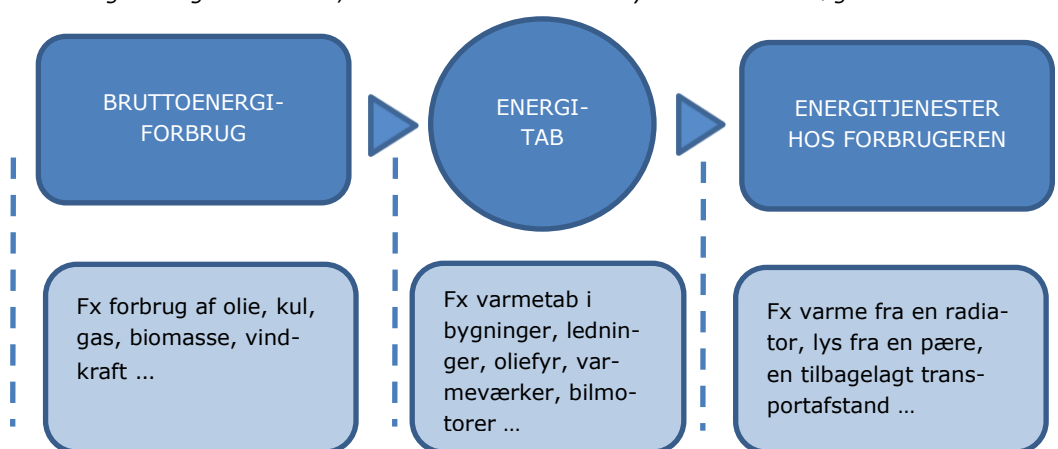 BRUTTOENERGI-
FORBRUG
ENERGI-
TAB
ENERGITJENESTER
HOS FORBRUGEREN
Fx forbrug af olie, kul,
gas, biomasse, vind-
kraft …
Fx varmetab i
bygninger, lednin-
ger, oliefyr, var-
meværker, bilmo-
torer …
Fx varme fra en radia-
tor, lys fra en pære,
en tilbagelagt trans-
portafstand …